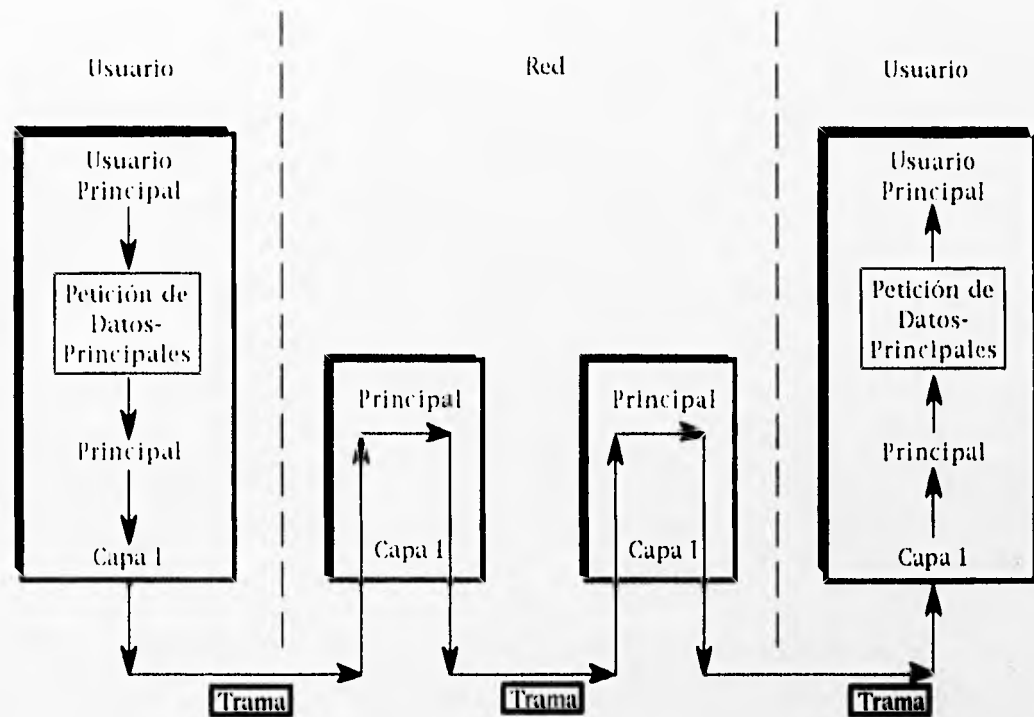 Usuario
Red
Usuario
Usuario
Principal
Petición de
Datos-
Principales
Principal
Capa 1
Principal
Capa 1
Principal
Capa 1
Usuario
Principal
Petición de
Datos-
Principales
Principal
Capa 1
Trama
Trama
Trama